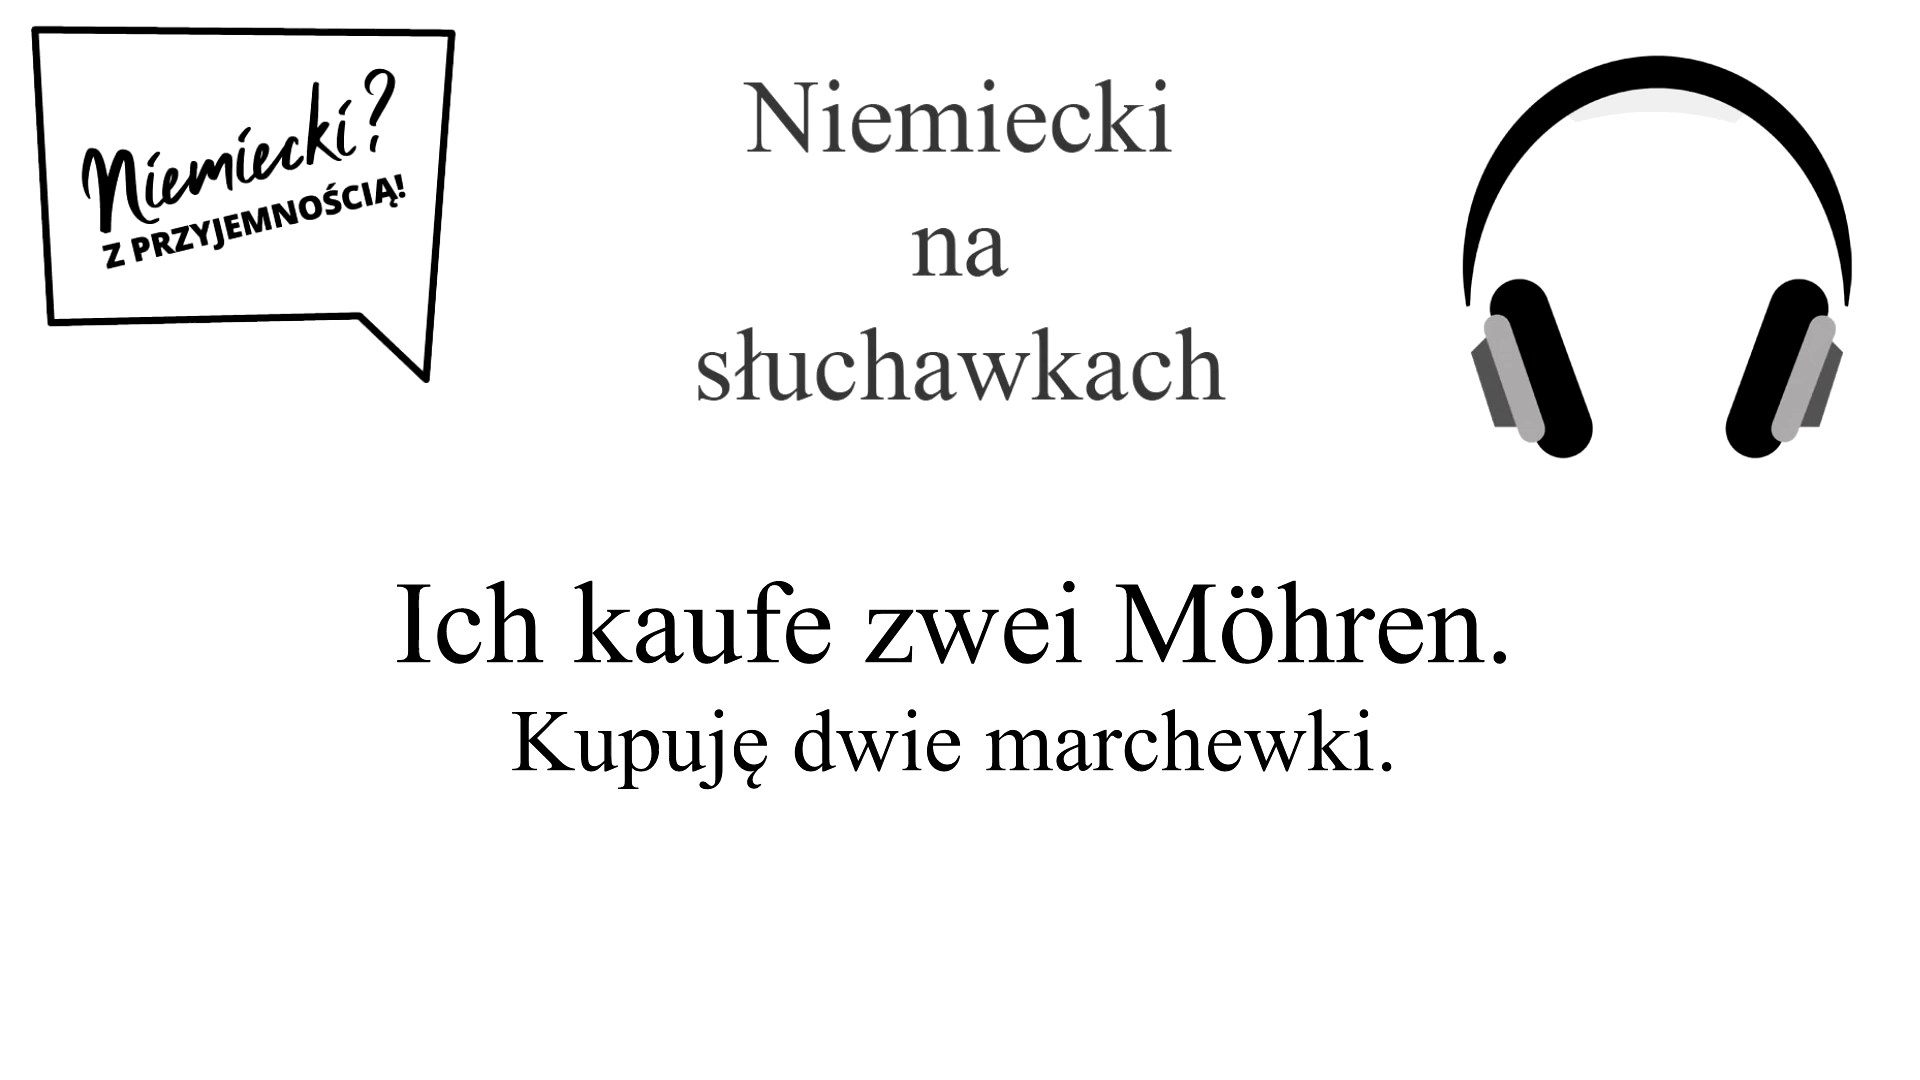 Niemiecki?
Z PRZYJEMNOŚCIĄ!
Niemiecki
na
słuchawkach
Ich kaufe zwei Möhren.
Kupuję dwie marchewki.